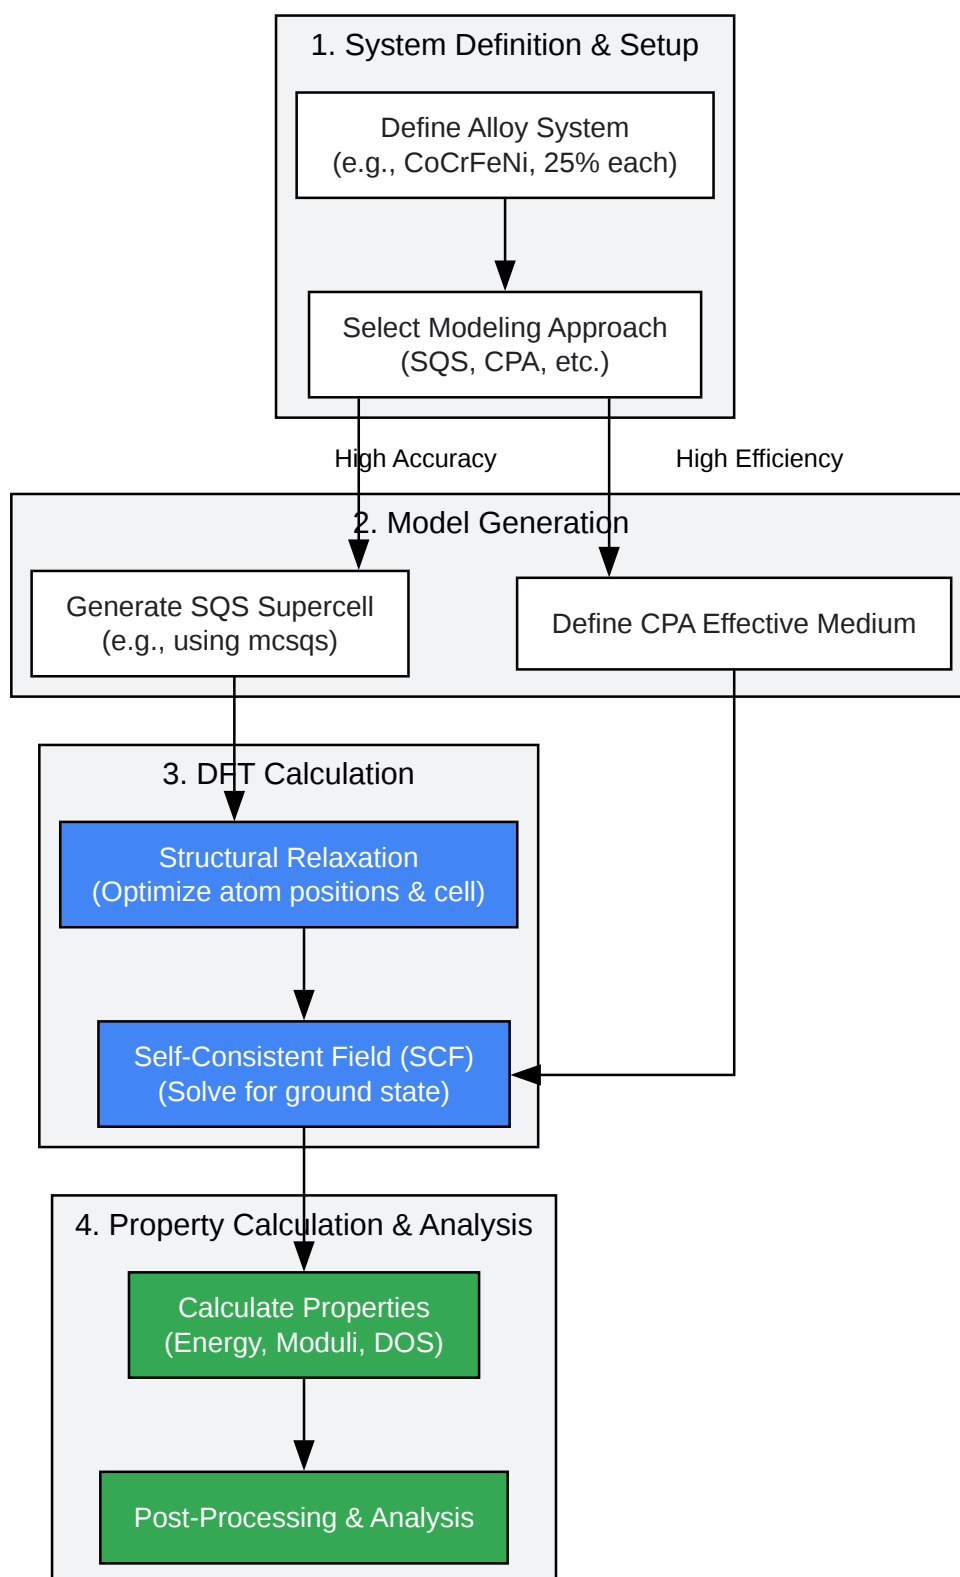 1. System Definition & Setup
Define Alloy System
(e.g., CoCrFeNi, 25% each)
Select Modeling Approach
(SQS, CPA, etc.)
High Accuracy
High Efficiency
2. Model Generation
Generate SQS Supercell
(e.g., using mcsqs)
Define CPA Effective Medium
3. DFT Calculation
Structural Relaxation
(Optimize atom positions & cell)
Self-Consistent Field (SCF)
(Solve for ground state)
4. Property Calculation & Analysis
Calculate Properties
(Energy, Moduli, DOS)
Post-Processing & Analysis